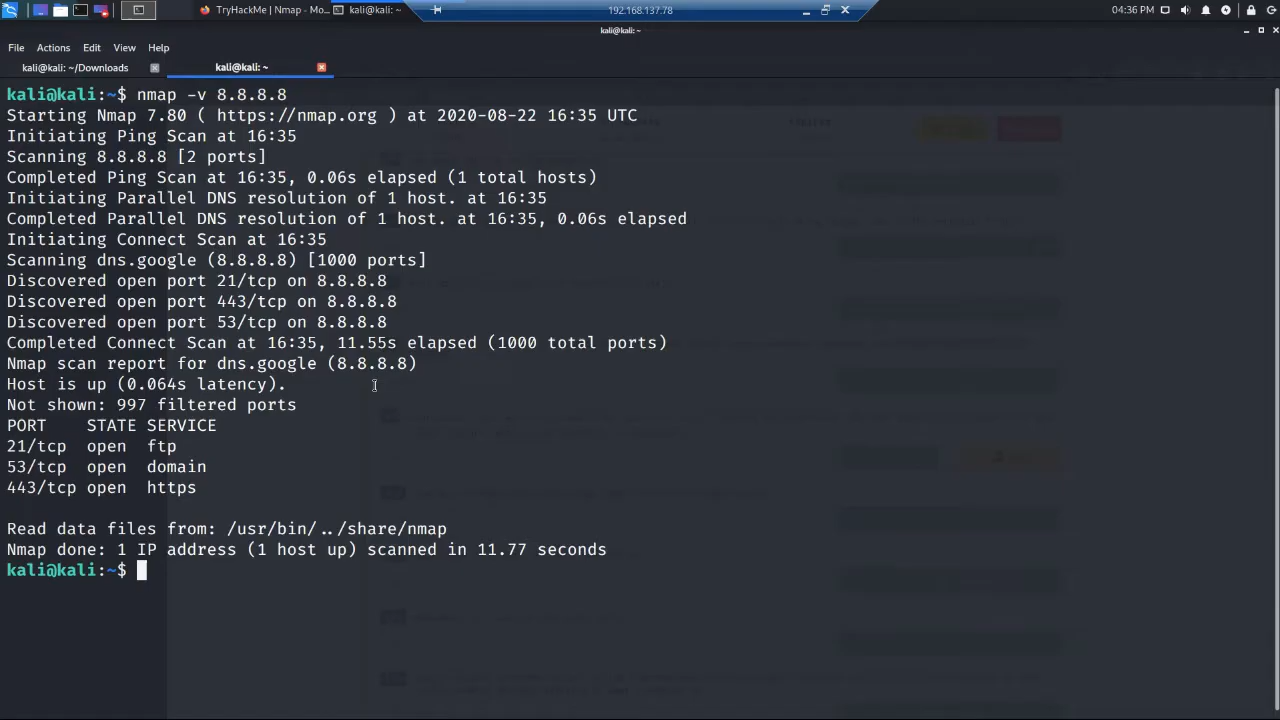 TryHackMe | Nmap - Mo...
kali@kali: ~
192.168.137.78
04:36 PM
kali@kali: ~
File Actions Edit View Help
kali@kali: ~/Downloads
kali@kali: ~
kali@kali:~$ nmap -v 8.8.8.8
Starting Nmap 7.80 ( https://nmap.org ) at 2020-08-22 16:35 UTC
Initiating Ping Scan at 16:35
Scanning 8.8.8.8 [2 ports]
Completed Ping Scan at 16:35, 0.06s elapsed (1 total hosts)
Initiating Parallel DNS resolution of 1 host. at 16:35
Completed Parallel DNS resolution of 1 host. at 16:35, 0.06s elapsed
Initiating Connect Scan at 16:35
Scanning dns.google (8.8.8.8) [1000 ports]
Discovered open port 21/tcp on 8.8.8.8
Discovered open port 443/tcp on 8.8.8.8
Discovered open port 53/tcp on 8.8.8.8
Completed Connect Scan at 16:35, 11.55s elapsed (1000 total ports)
Nmap scan report for dns.google (8.8.8.8)
Host is up (0.064s latency).
Not shown: 997 filtered ports
PORT STATE SERVICE
21/tcp open ftp
53/tcp open domain
443/tcp open https
Read data files from: /usr/bin/../share/nmap
Nmap done: 1 IP address (1 host up) scanned in 11.77 seconds
kali@kali:~$